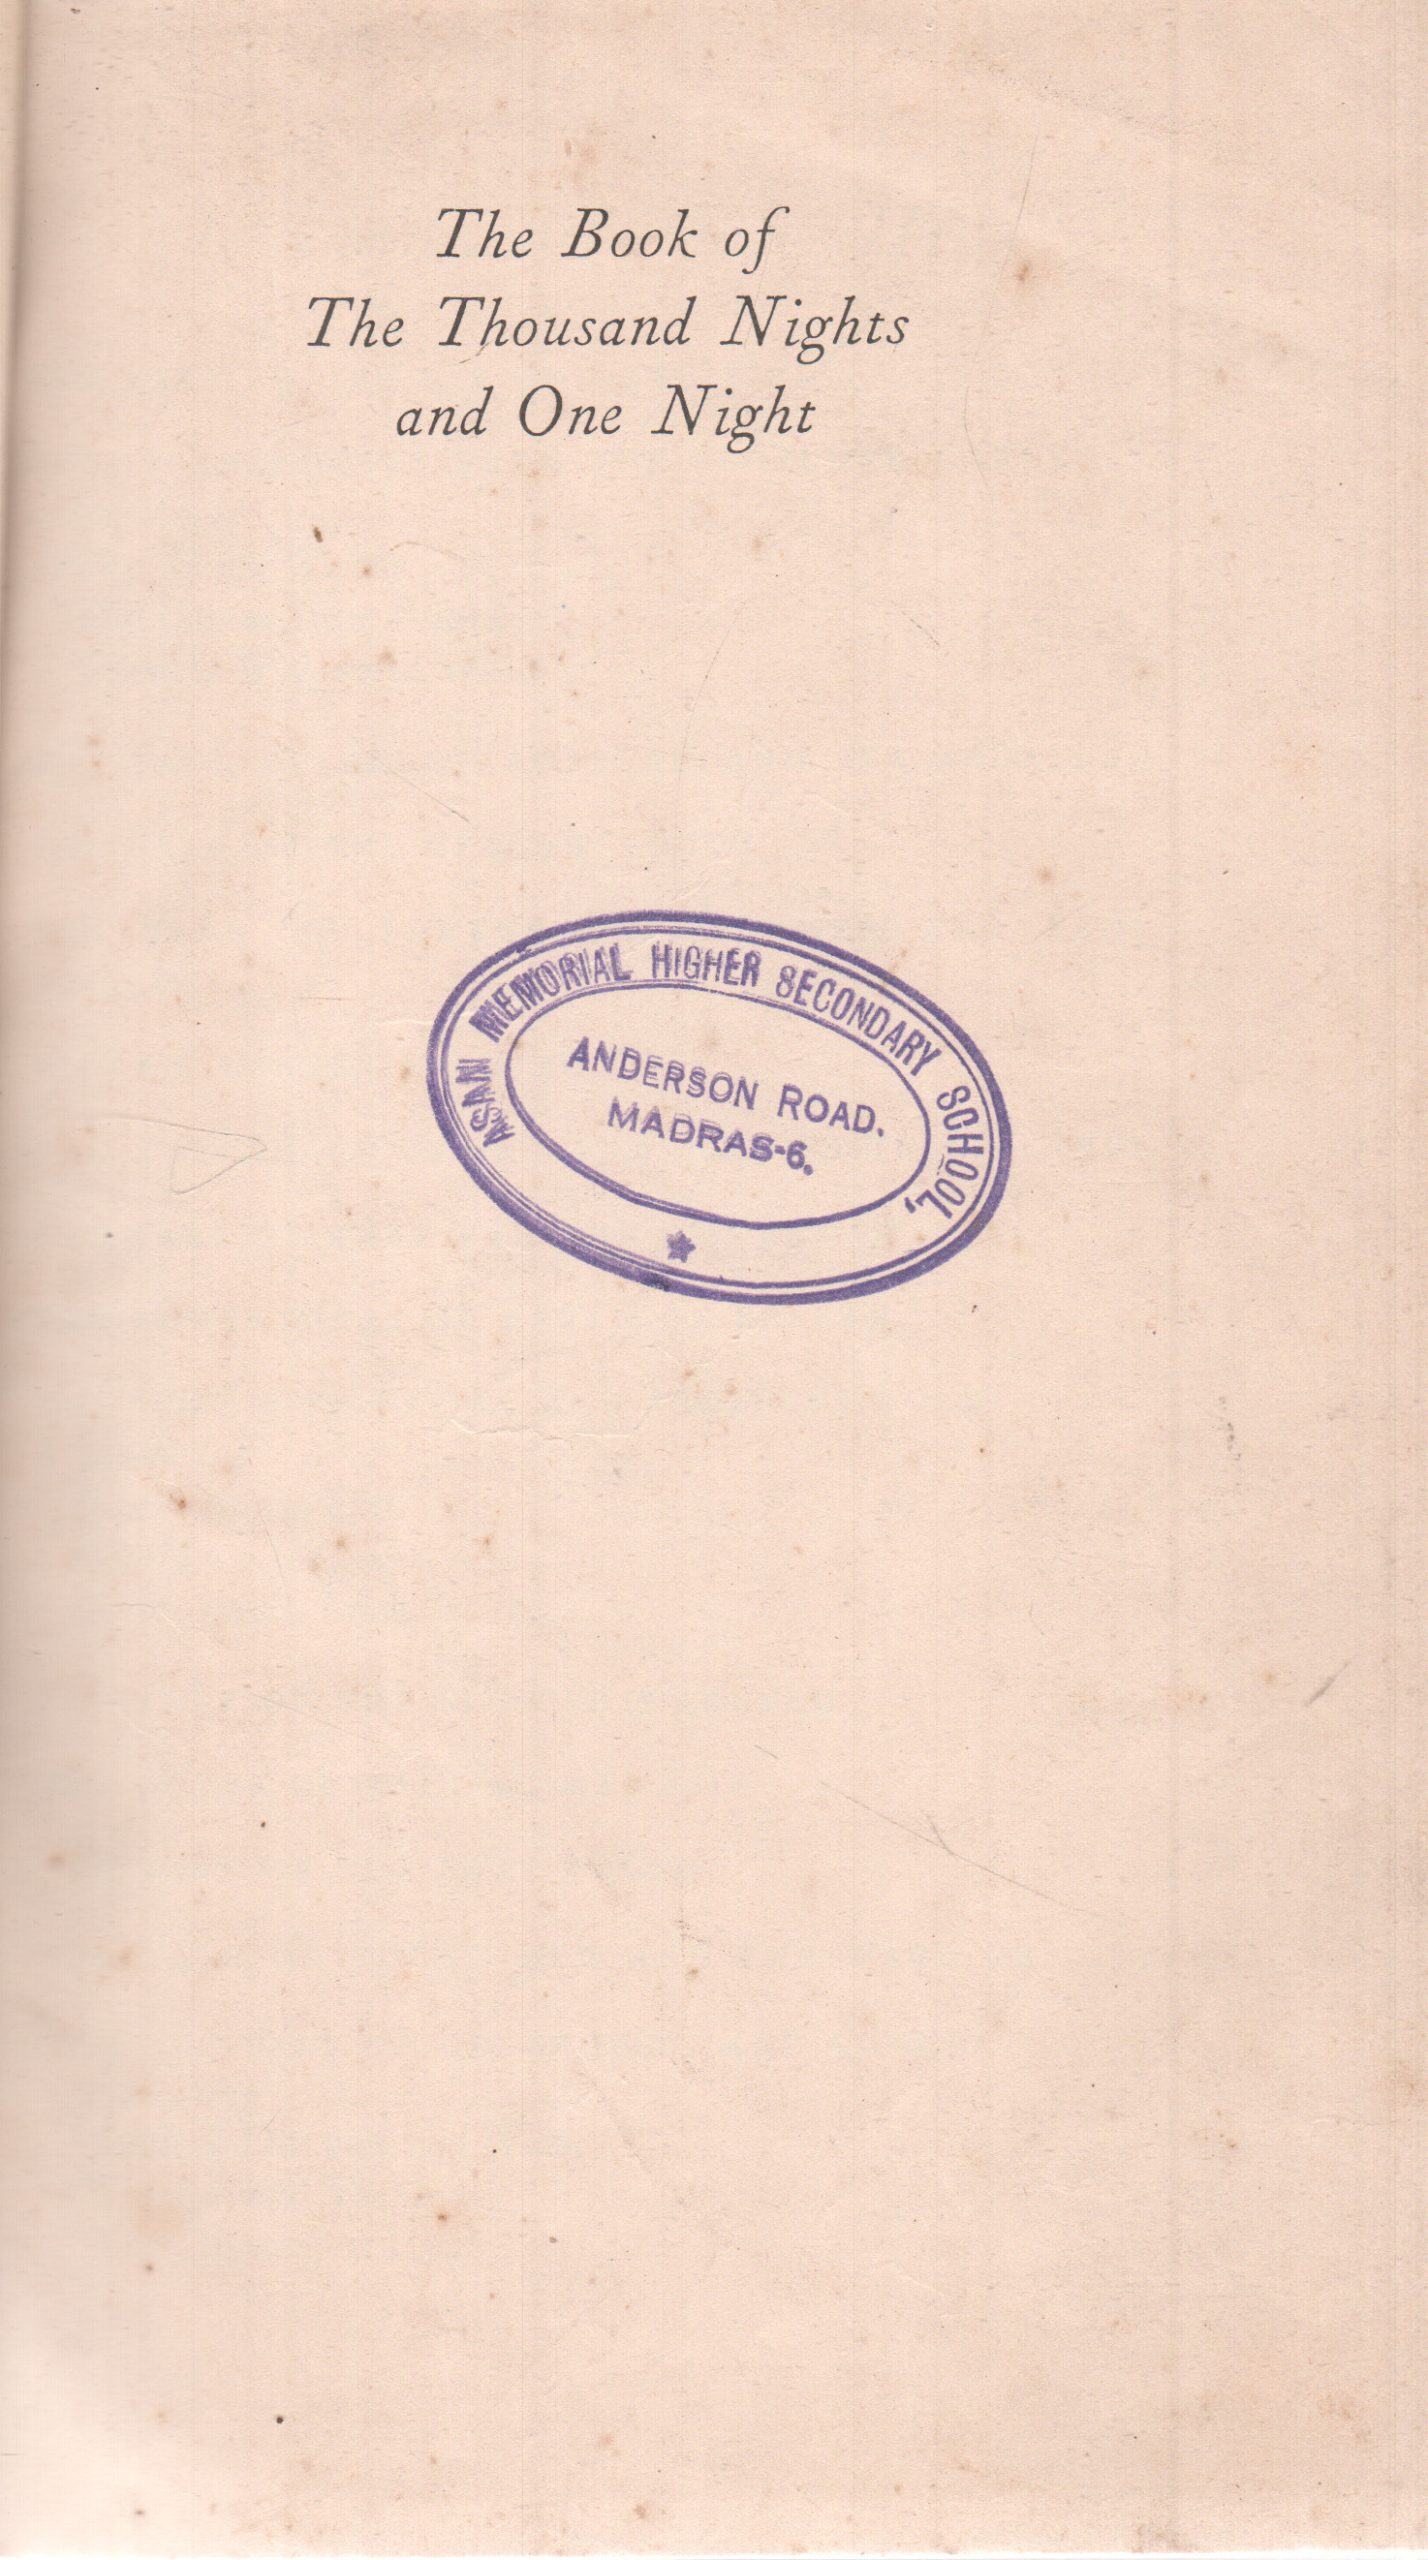 The Book of
The Thousand Nights
and One Night
ASAN MEMORIAL HIGHER SECONDARY SCHOOL,
ANDERSON ROAD.
MADRAS-6.